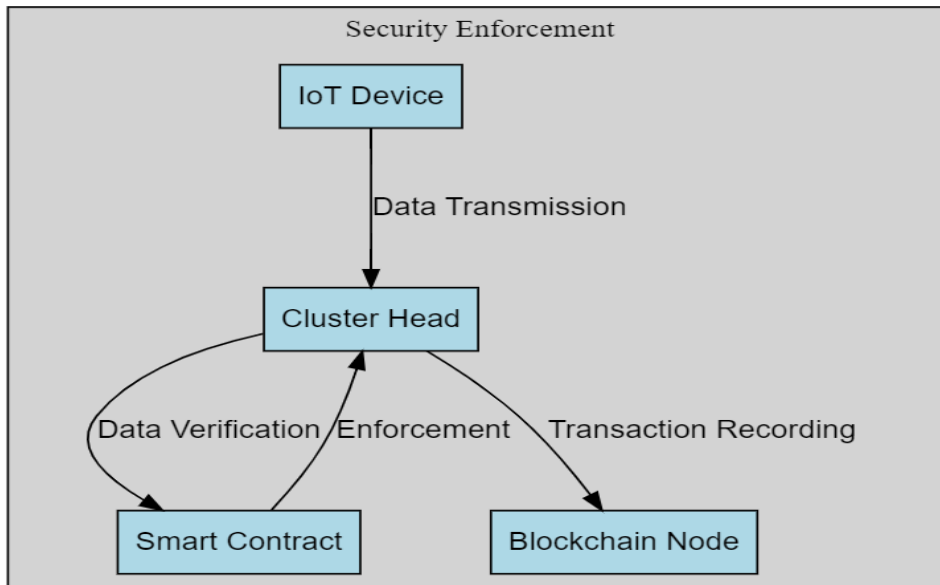 Security Enforcement
IoT Device
Data Transmission
Cluster Head
Data Verification
Enforcement
Transaction Recording
Smart Contract
Blockchain Node